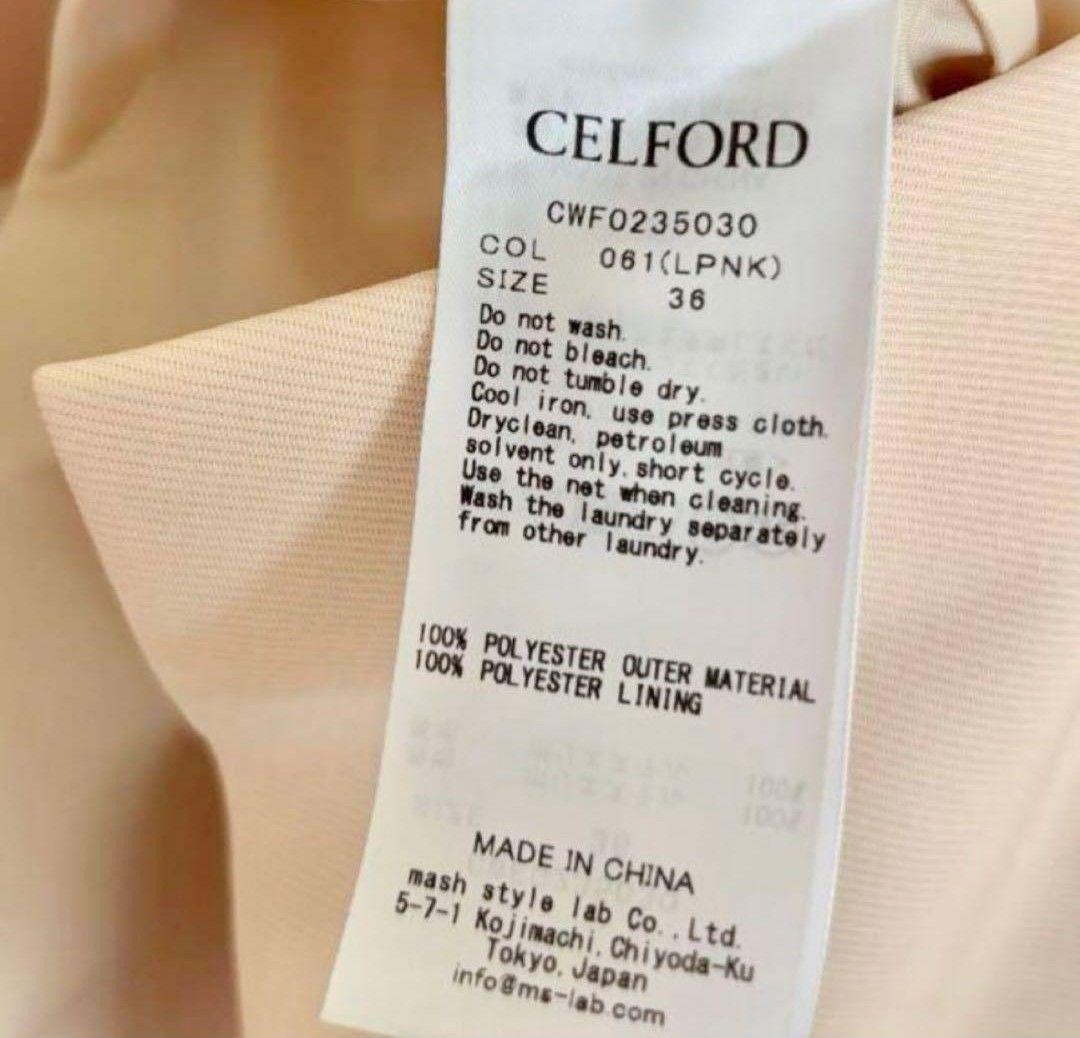 CELFORD
CWF0235030
COL 061(LPNK)
SIZE 36
Do not wash.
Do not bleach.
Do not tumble dry.
Cool iron, use press cloth.
Dryclean, petroleum
solvent only.short cycle.
Use the net when cleaning.
Wash the laundry separately
from other laundry.
100% POLYESTER OUTER MATERIAL
100% POLYESTER LINING
MADE IN CHINA
mash style lab Co.,Ltd.
5-7-1 Kojimachi,Chiyoda-Ku
Tokyo,Japan
info@ms-lab.com